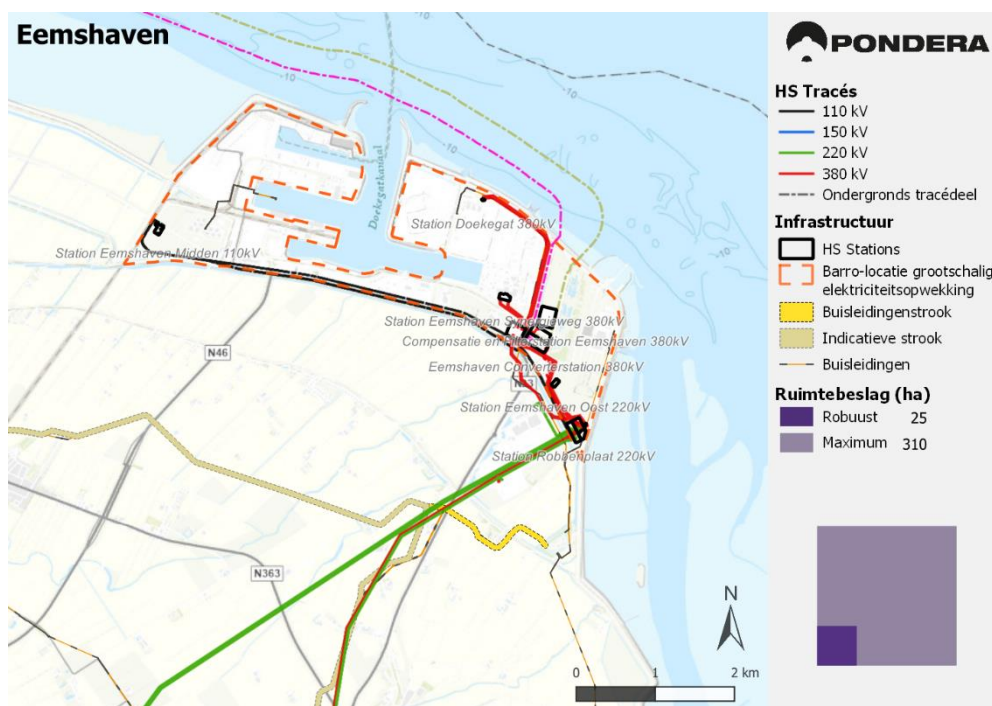 Eemshaven
PONDERA
HS Tracés
110 kV
150 kV
220 kV
380 kV
Ondergronds tracédeel
Infrastructuur
HS Stations
Barro-locatie grootschalig
elektriciteitsopwekking
Buisleidingenstrook
Indicatieve strook
Buisleidingen
Ruimtebeslag (ha)
Robuust 25
Maximum 310
-10
-10
-10
Doekegatkanaal
Station Doekegat 380kV
Station Eemshaven Midden 110kV
Station Eemshaven Synergieweg 380kV
Compensatie en Filterstation Eemshaven 380kV
N46
Eemshaven Converterstation 380kV
N33
Station Eemshaven Oost 220kV
Station Robbenplaat 220kV
N363
N
0 1 2 km